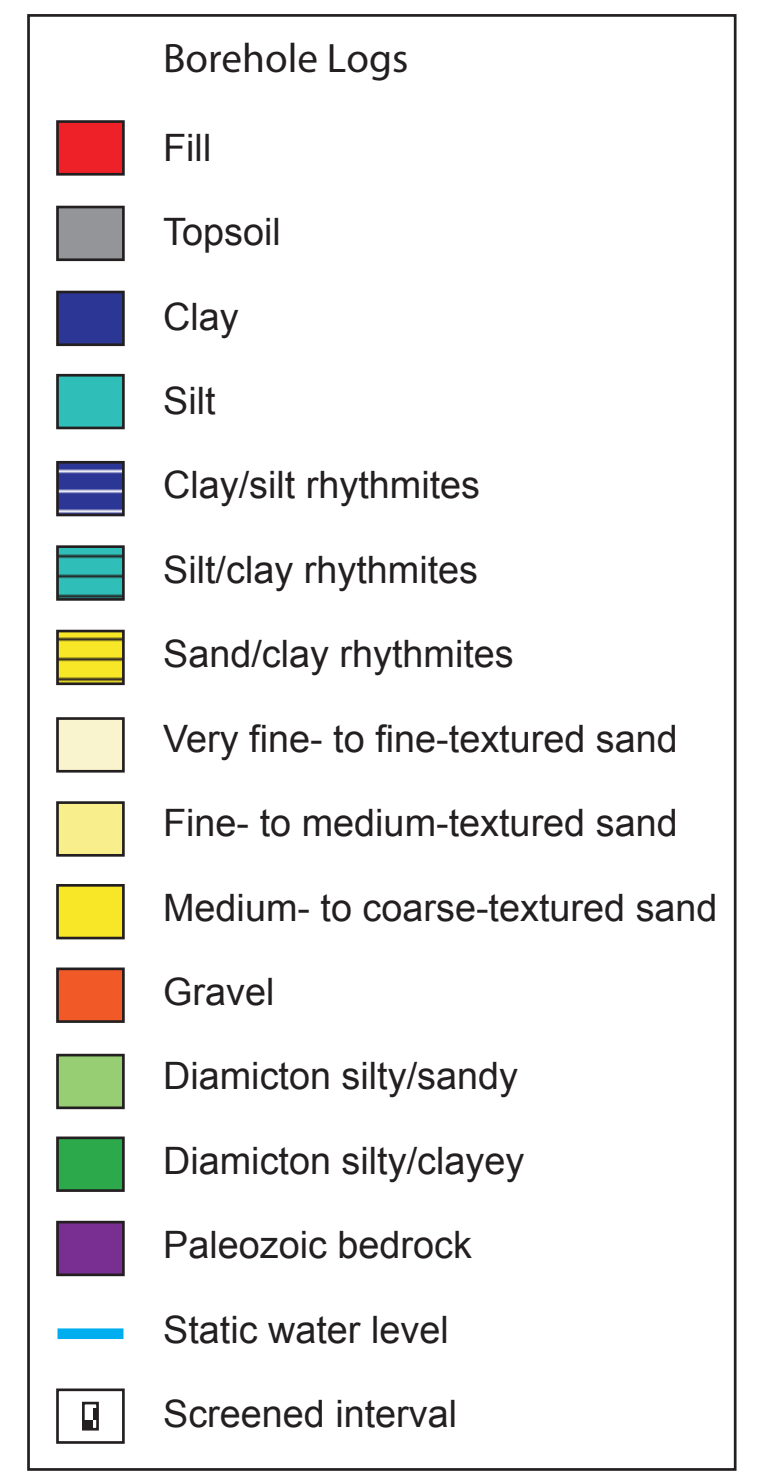 Borehole Logs
Fill
Topsoil
Clay
Silt
Clay/silt rhythmites
Silt/clay rhythmites
Sand/clay rhythmites
Very fine- to fine-textured sand
Fine- to medium-textured sand
Medium- to coarse-textured sand
Gravel
Diamicton silty/sandy
Diamicton silty/clayey
Paleozoic bedrock
Static water level
Screened interval